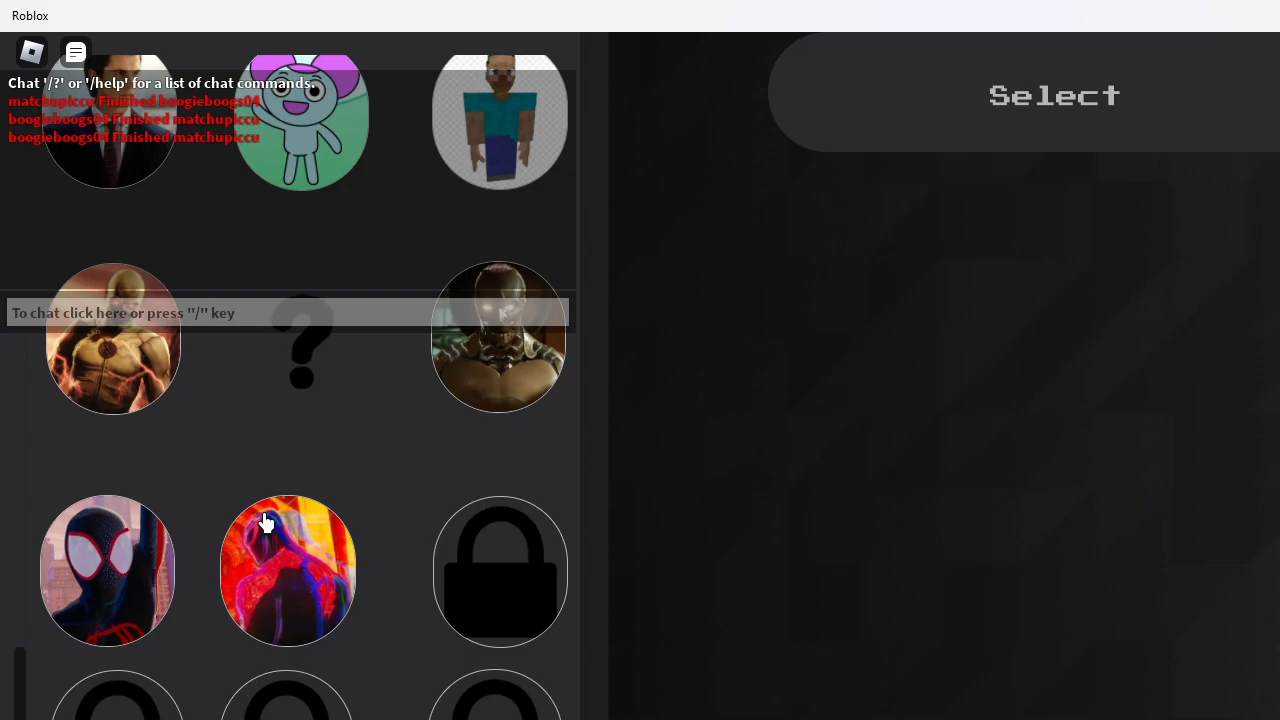 Roblox
Chat '/?' or '/help' for a list of chat commands.
matchupiccu Finished boogieboogs04
boogieboogs04 Finished matchupiccu
boogieboogs04 Finished matchupiccu
To chat click here or press "/" key
?
Select